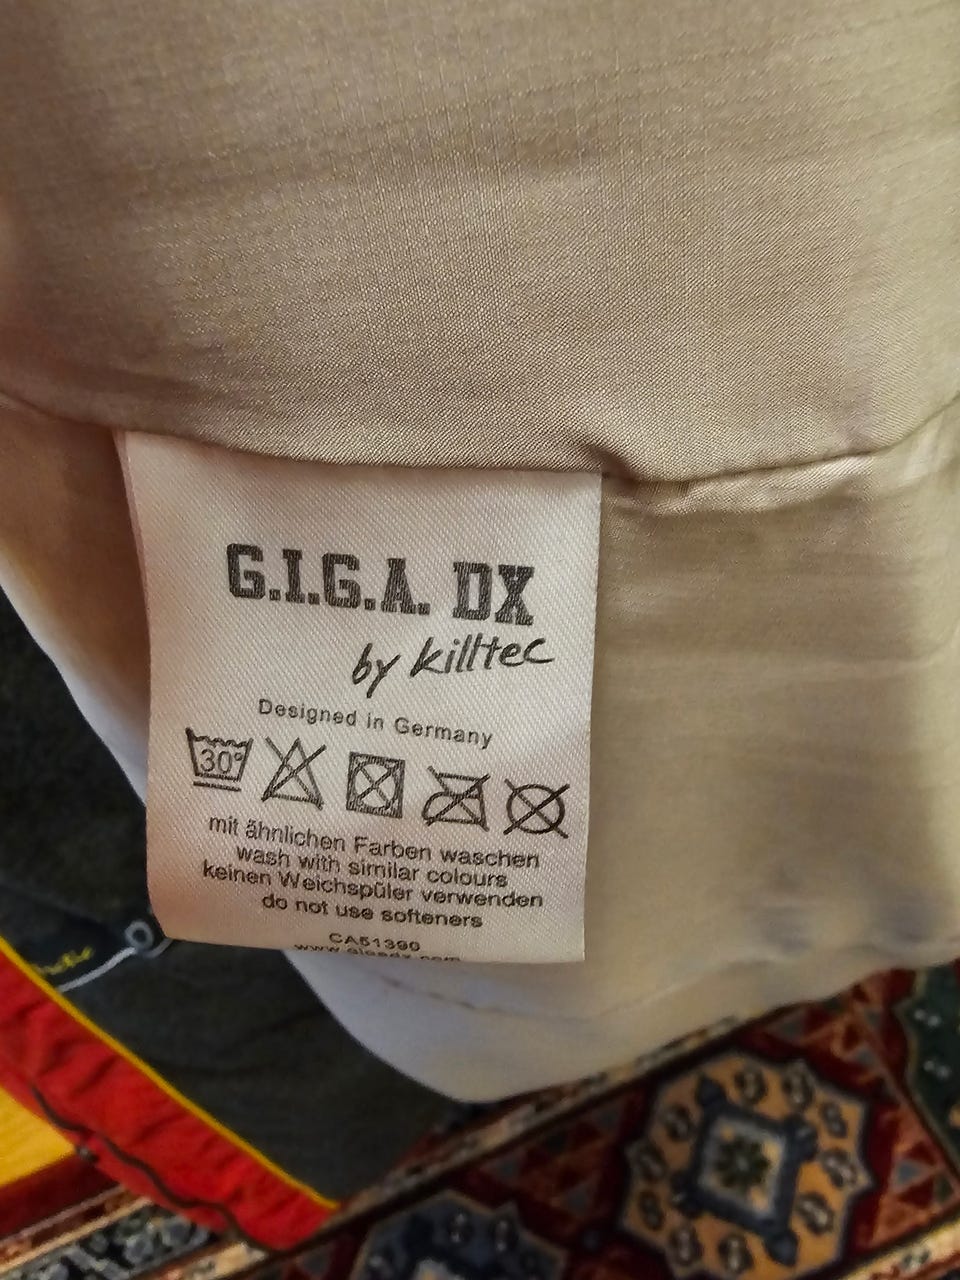 G.I.G.A. DX
by killtec
Designed in Germany
30°
mit ähnlichen Farben waschen
wash with similar colours
keinen Weichspüler verwenden
do not use softeners
CA51390